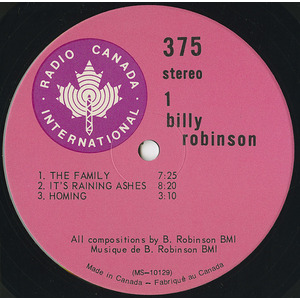 RADIO CANADA
INTERNATIONAL
375
stereo
1
billy
robinson
1, THE FAMILY 7:25
2, IT'S RAINING ASHES 8:20
3, HOMING 3:10
All compositions by B. Robinson BMI
Musique de B. Robinson BMI
(MS-10129)
Made in Canada - Fabriqué au Canada